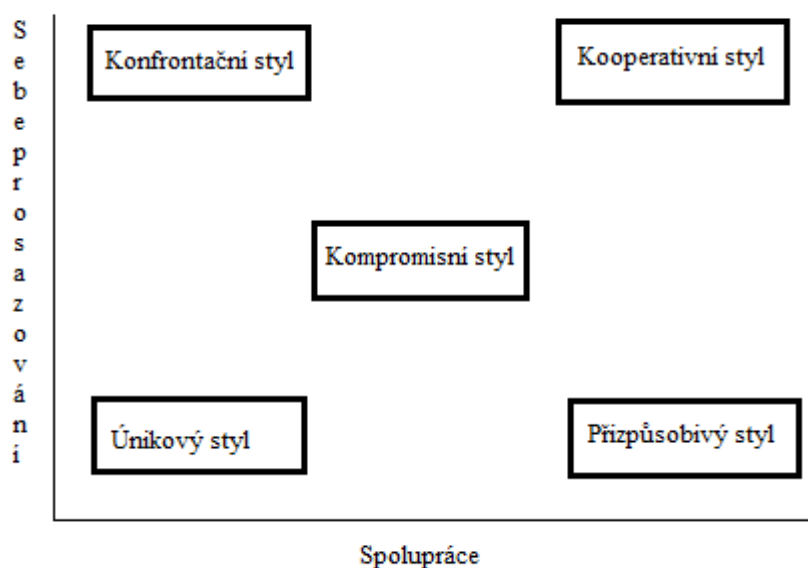 Sebeprosazování
Konfrontační styl
Kooperativní styl
Kompromisní styl
Únikový styl
Přizpůsobivý styl
Spolupráce